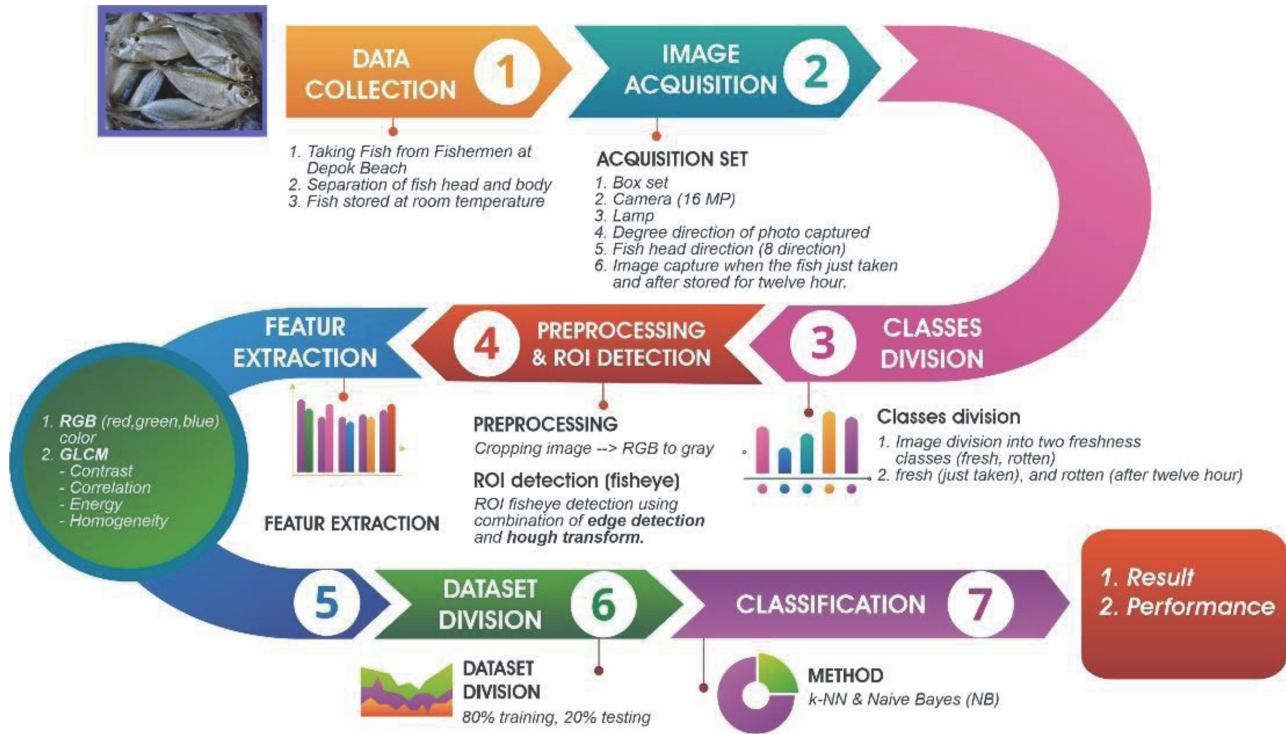 DATA
COLLECTION
1
1. Taking Fish from Fishermen at
Depok Beach
2. Separation of fish head and body
3. Fish stored at room temperature
IMAGE
ACQUISITION
2
ACQUISITION SET
1. Box set
2. Camera (16 MP)
3. Lamp
4. Degree direction of photo captured
5. Fish head direction (8 direction)
6. Image capture when the fish just taken
and after stored for twelve hour.
3
CLASSES
DIVISION
Classes division
1. Image division into two freshness
classes (fresh, rotten)
2. fresh (just taken), and rotten (after twelve hour)
4
PREPROCESSING
& ROI DETECTION
PREPROCESSING
Cropping image --> RGB to gray
ROI detection (fisheye)
ROI fisheye detection using
combination of edge detection
and hough transform.
FEATUR
EXTRACTION
FEATUR EXTRACTION
1. RGB (red,green,blue)
color
2. GLCM
- Contrast
- Correlation
- Energy
- Homogeneity
5
DATASET
DIVISION
6
DATASET
DIVISION
80% training, 20% testing
CLASSIFICATION
7
METHOD
k-NN & Naive Bayes (NB)
1. Result
2. Performance